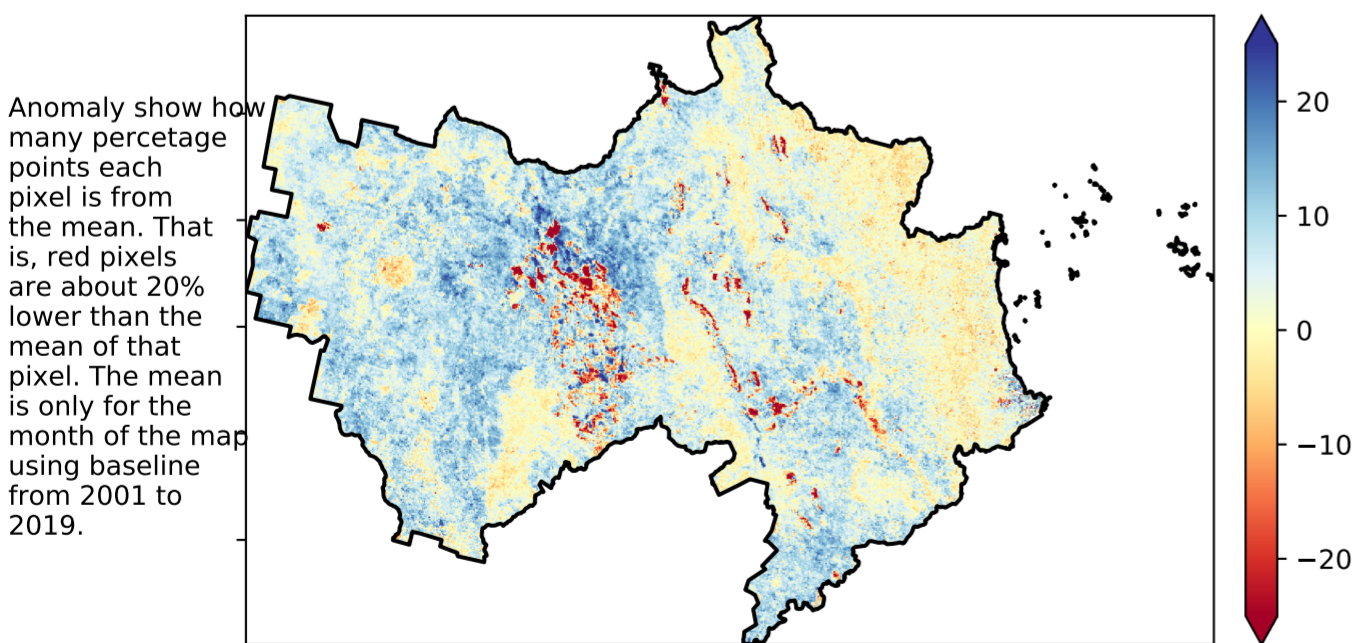 Anomaly show how
many percetage
points each
pixel is from
the mean. That
is, red pixels
are about 20%
lower than the
mean of that
pixel. The mean
is only for the
month of the map
using baseline
from 2001 to
2019.
20
10
0
−10
−20